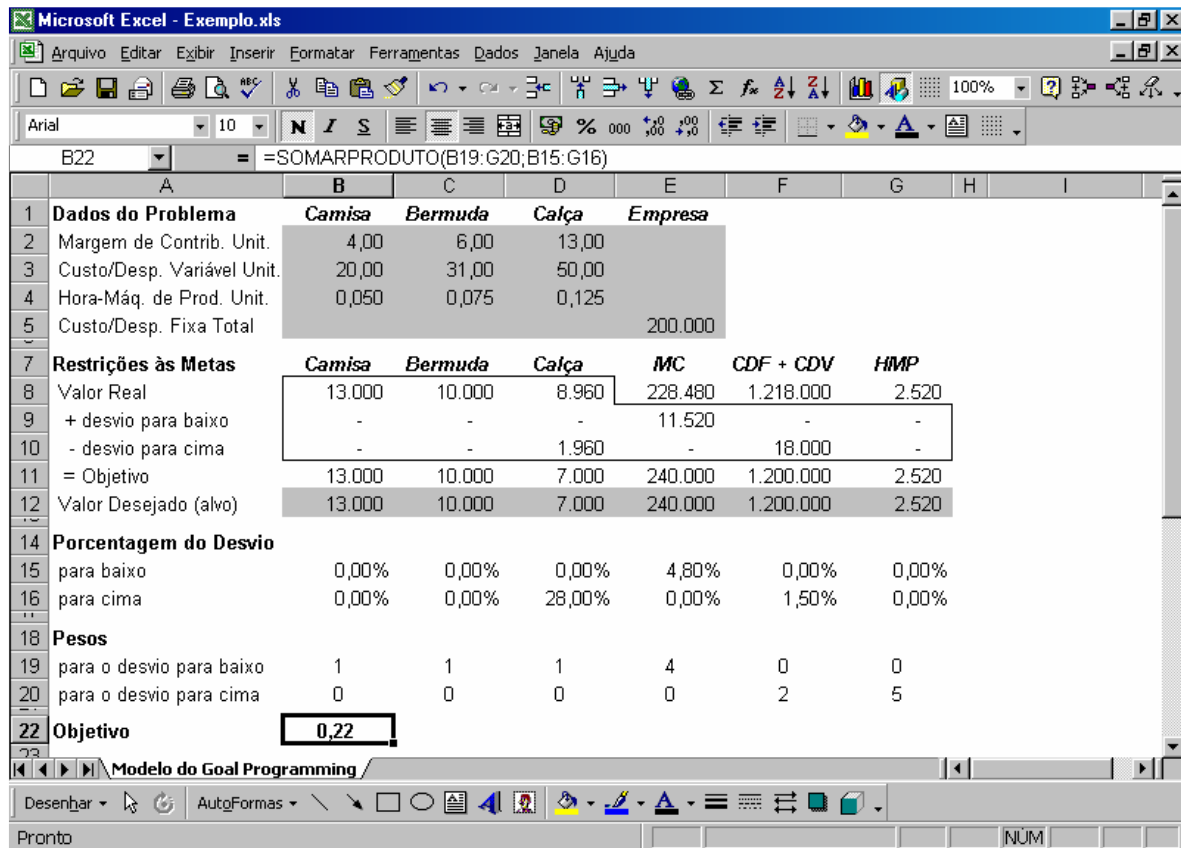 Microsoft Excel - Exemplo.xls
Arquivo Editar Exibir Inserir Formatar Ferramentas Dados Janela Ajuda
100%
Arial 10 N I S % 000
B22 = =SOMARPRODUTO(B19:G20;B15:G16)
A B C D E F G H I
1 Dados do Problema Camisa Bermuda Calça Empresa
2 Margem de Contrib. Unit. 4,00 6,00 13,00
3 Custo/Desp. Variável Unit. 20,00 31,00 50,00
4 Hora-Máq. de Prod. Unit. 0,050 0,075 0,125
5 Custo/Desp. Fixa Total 200.000
7 Restrições às Metas Camisa Bermuda Calça MC CDF + CDV HMP
8 Valor Real 13.000 10.000 8.960 228.480 1.218.000 2.520
9 + desvio para baixo - - - 11.520 - -
10 - desvio para cima - - 1.960 - 18.000 -
11 = Objetivo 13.000 10.000 7.000 240.000 1.200.000 2.520
12 Valor Desejado (alvo) 13.000 10.000 7.000 240.000 1.200.000 2.520
14 Porcentagem do Desvio
15 para baixo 0,00% 0,00% 0,00% 4,80% 0,00% 0,00%
16 para cima 0,00% 0,00% 28,00% 0,00% 1,50% 0,00%
18 Pesos
19 para o desvio para baixo 1 1 1 4 0 0
20 para o desvio para cima 0 0 0 0 2 5
22 Objetivo 0,22
Modelo do Goal Programming
Desenhar AutoFormas
Pronto NÚM